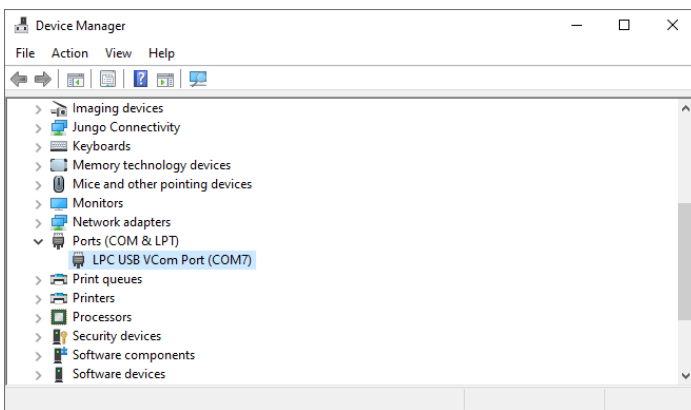 Device Manager
File Action View Help
Imaging devices
Jungo Connectivity
Keyboards
Memory technology devices
Mice and other pointing devices
Monitors
Network adapters
Ports (COM & LPT)
LPC USB VCom Port (COM7)
Print queues
Printers
Processors
Security devices
Software components
Software devices